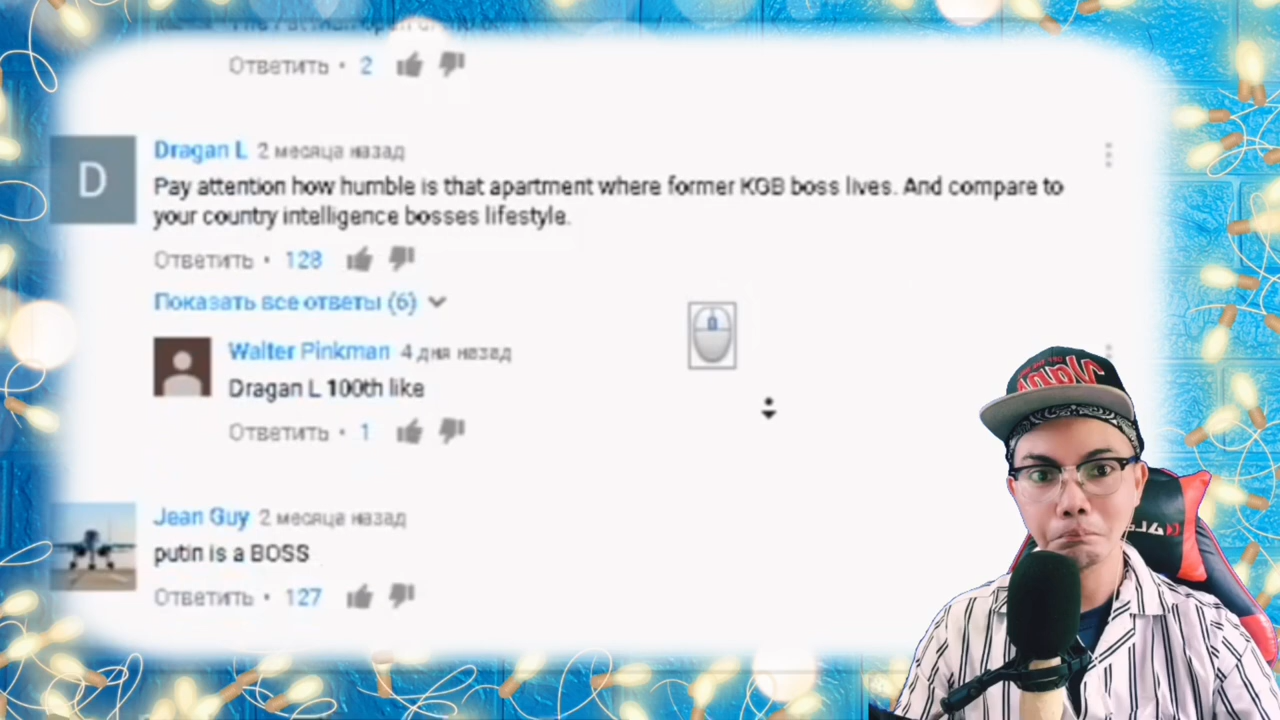 Ответить • 2
Dragan L 2 месяца назад
D
Pay attention how humble is that apartment where former KGB boss lives. And compare to
your country intelligence bosses lifestyle.
Ответить • 128
Показать все ответы (6)
Walter Pinkman 4 дня назад
Dragan L 100th like
Ответить • 1
Jean Guy 2 месяца назад
putin is a BOSS
Ответить • 127
Vans